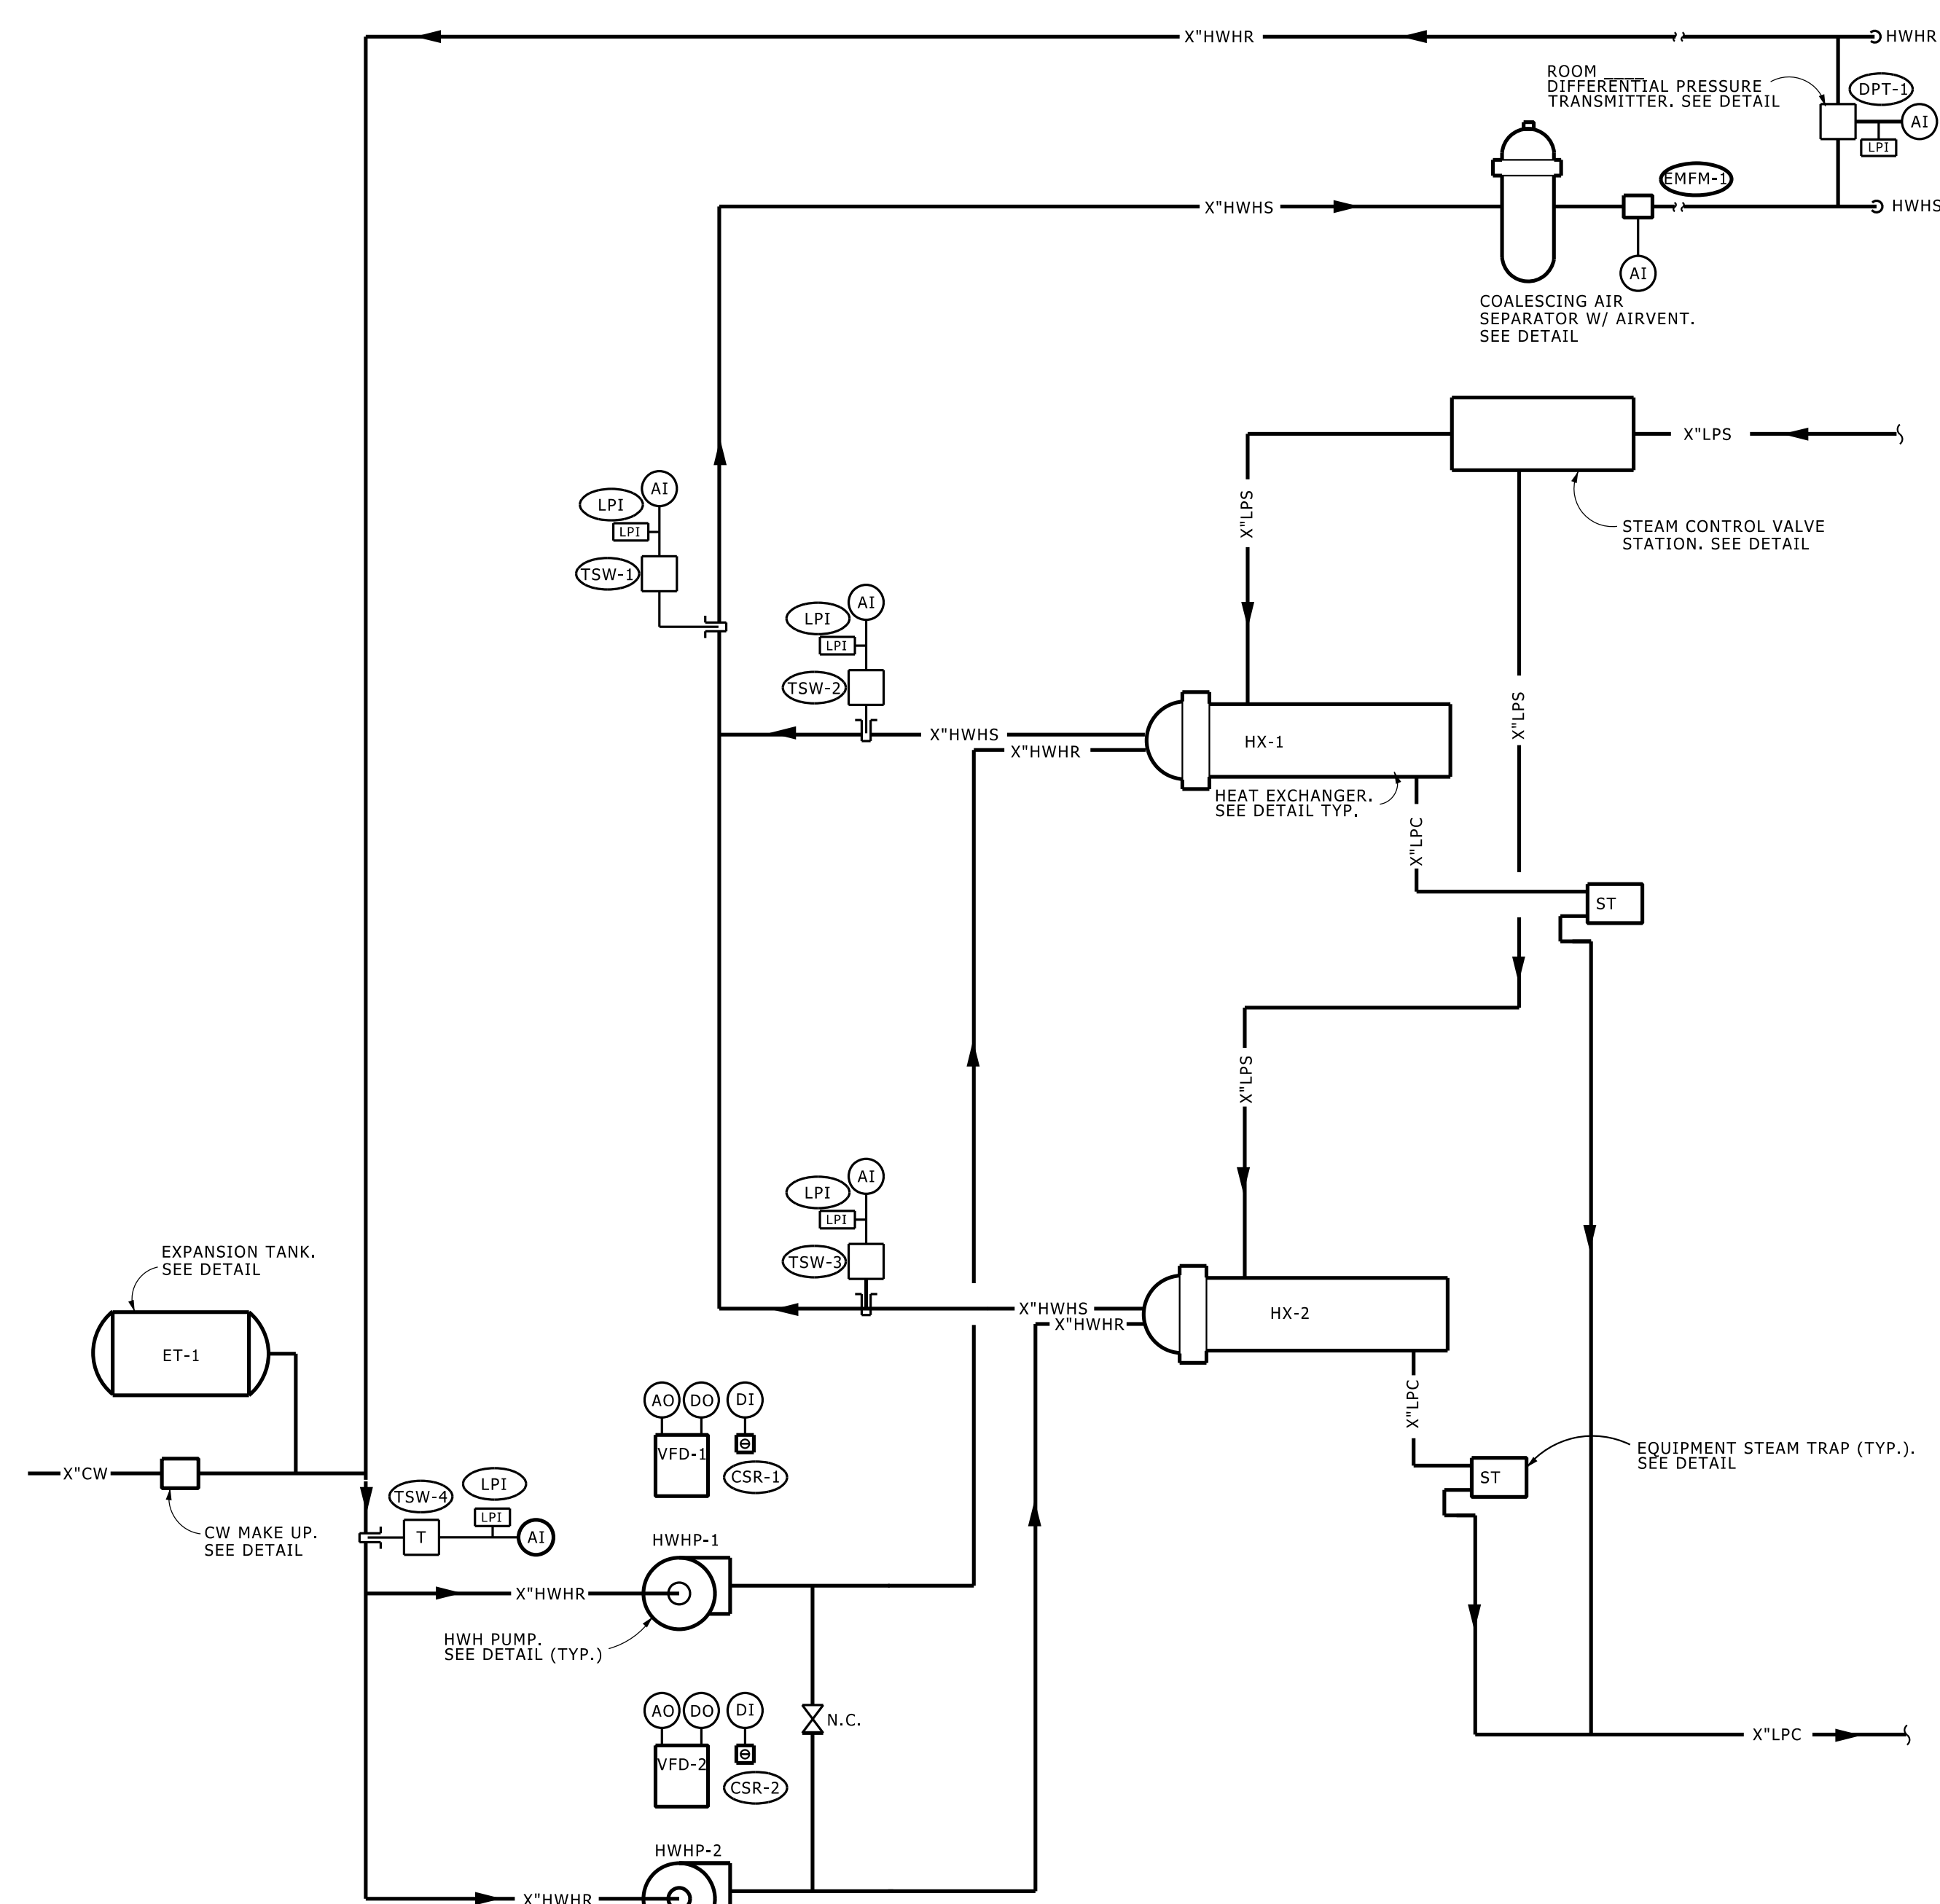 X"HWHR
HWHR
ROOM ____
DIFFERENTIAL PRESSURE
TRANSMITTER. SEE DETAIL
DPT-1
AI
LPI
EMFM-1
X"HWHS
HWHS
AI
COALESCING AIR
SEPARATOR W/ AIRVENT.
SEE DETAIL
X"LPS
STEAM CONTROL VALVE
STATION. SEE DETAIL
X"LPS
AI
LPI
LPI
TSW-1
AI
LPI
LPI
TSW-2
X"LPS
X"HWHS
X"HWHR
HX-1
HEAT EXCHANGER.
SEE DETAIL TYP.
X"LPC
ST
X"LPS
AI
LPI
LPI
TSW-3
EXPANSION TANK.
SEE DETAIL
ET-1
X"HWHS
X"HWHR
HX-2
X"LPC
AO
DO
DI
VFD-1
CSR-1
EQUIPMENT STEAM TRAP (TYP.).
SEE DETAIL
ST
X"CW
CW MAKE UP.
SEE DETAIL
TSW-4
LPI
LPI
T
AI
HWHP-1
X"HWHR
HWH PUMP.
SEE DETAIL (TYP.)
AO
DO
DI
N.C.
VFD-2
CSR-2
X"LPC
HWHP-2
X"HWHR